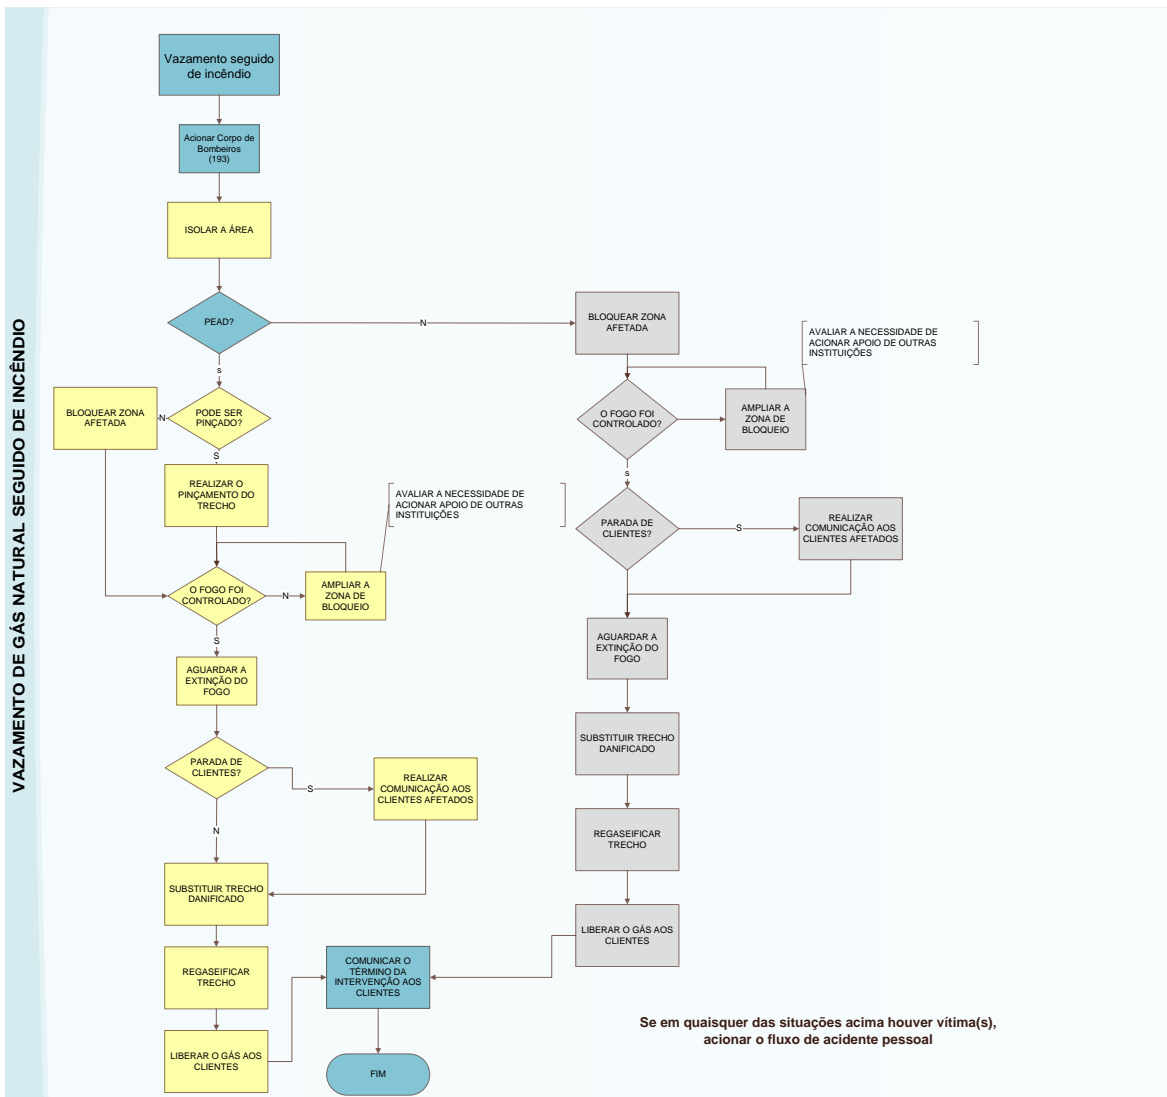 VAZAMENTO DE GÁS NATURAL SEGUIDO DE INCÊNDIO
Vazamento seguido
de incêndio
Acionar Corpo de
Bombeiros
(193)
ISOLAR A ÁREA
PEAD?
N
s
BLOQUEAR ZONA
AFETADA
N
PODE SER
PINÇADO?
S
REALIZAR O
PINÇAMENTO DO
TRECHO
AVALIAR A NECESSIDADE DE
ACIONAR APOIO DE OUTRAS
INSTITUIÇÕES
O FOGO FOI
CONTROLADO?
N
AMPLIAR A
ZONA DE
BLOQUEIO
S
AGUARDAR A
EXTINÇÃO DO
FOGO
PARADA DE
CLIENTES?
S
REALIZAR
COMUNICAÇÃO AOS
CLIENTES AFETADOS
N
SUBSTITUIR TRECHO
DANIFICADO
REGASEIFICAR
TRECHO
LIBERAR O GÁS AOS
CLIENTES
BLOQUEAR ZONA
AFETADA
AVALIAR A NECESSIDADE DE
ACIONAR APOIO DE OUTRAS
INSTITUIÇÕES
O FOGO FOI
CONTROLADO?
AMPLIAR A
ZONA DE
BLOQUEIO
s
PARADA DE
CLIENTES?
S
REALIZAR
COMUNICAÇÃO AOS
CLIENTES AFETADOS
AGUARDAR A
EXTINÇÃO DO
FOGO
SUBSTITUIR TRECHO
DANIFICADO
REGASEIFICAR
TRECHO
LIBERAR O GÁS AOS
CLIENTES
COMUNICAR O
TÉRMINO DA
INTERVENÇÃO AOS
CLIENTES
FIM
Se em quaisquer das situações acima houver vítima(s),
acionar o fluxo de acidente pessoal